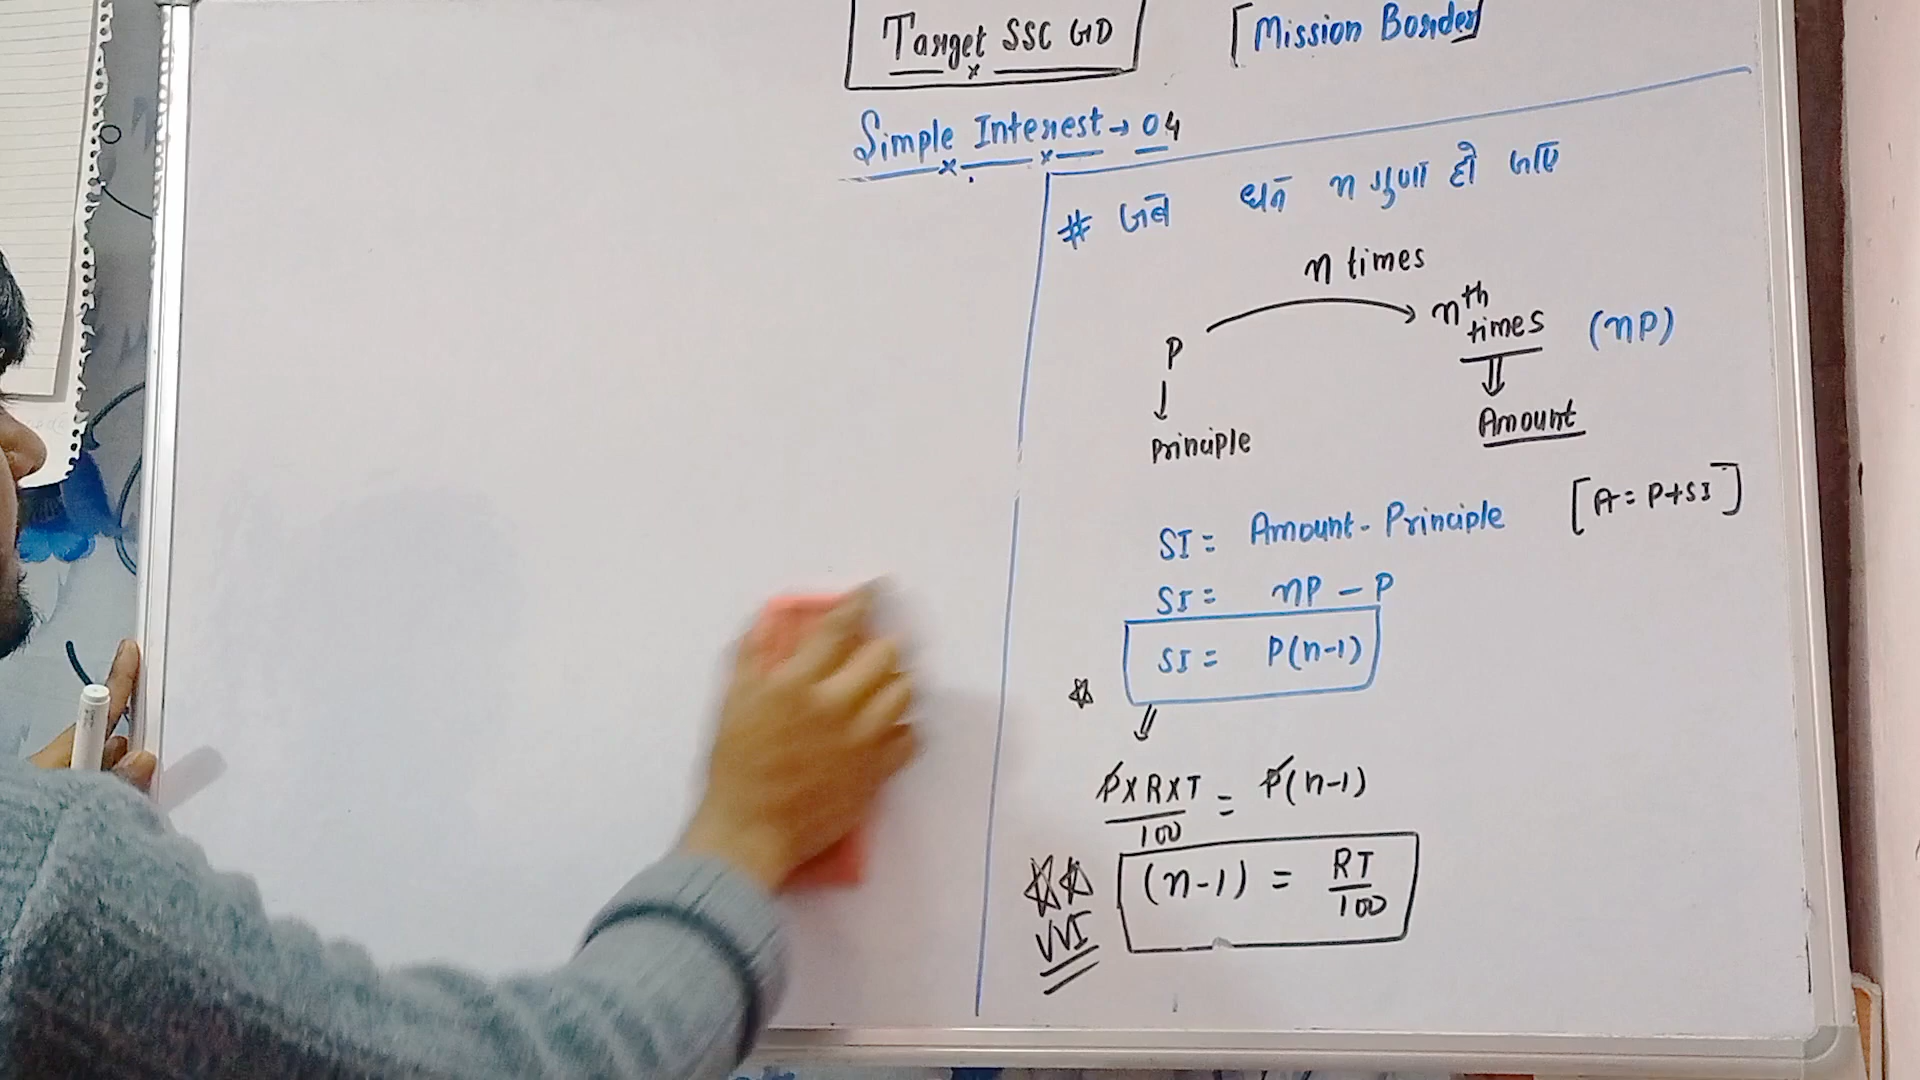 Target SSC GD
[Mission Border]
Simple Interest → 04
# जब धन n गुणा हो जाए
n times
P
nth times (nP)
Principle
Amount
SI = Amount - Principle [A = P+SI]
SI = nP - P
SI = P(n-1)
P×R×T/100 = P(n-1)
(n-1) = RT/100
VVI